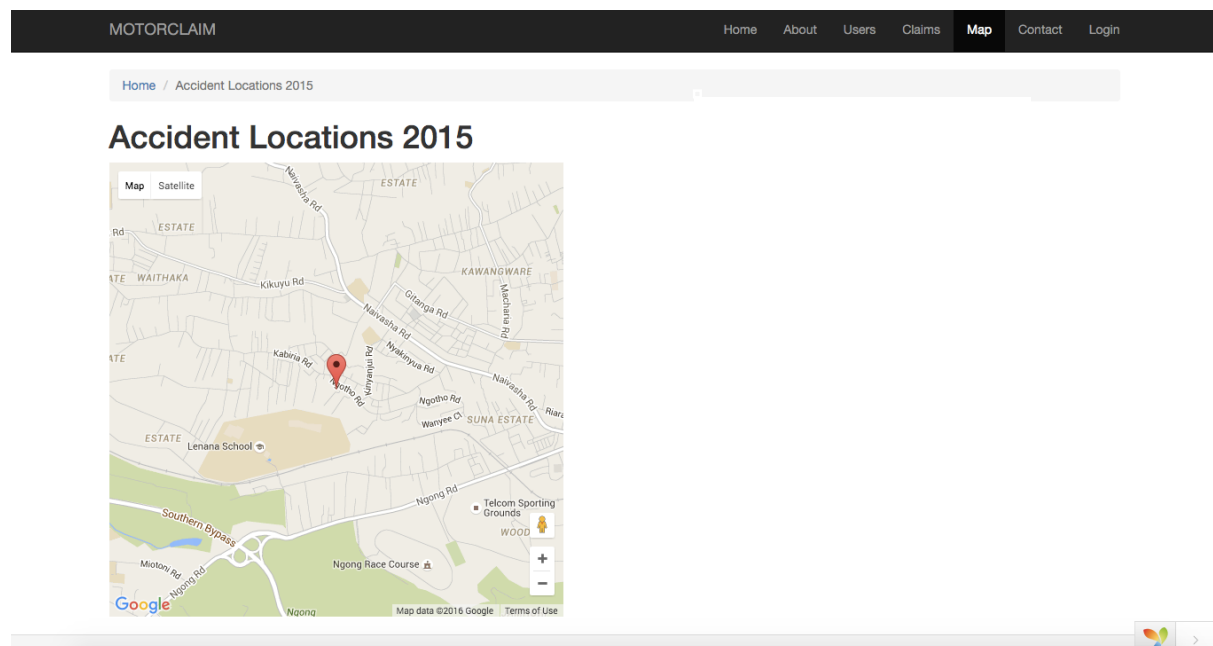 MOTORCLAIM
Home About Users Claims Map Contact Login
Home / Accident Locations 2015
Accident Locations 2015
Map Satellite
Naivasha Rd
ESTATE
Rd
ESTATE
KAWANGWARE
ATE WAITHAKA
Kikuyu Rd
Gitanga Rd
Macharia Rd
Naivasha Rd
Kabiria Rd
Kinyanjui Rd
Nyakinyua Rd
ATE
Ngotho Rd
Naivasha Rd
Ngotho Rd
Wanyee Ct
SUNA ESTATE
Riara
ESTATE
Lenana School
Ngong Rd
Telcom Sporting
Grounds
Southern Bypass
WOOD
Miotoni Rd
Ngong Rd
Ngong Race Course
+
−
Google
Ngong
Map data ©2016 Google Terms of Use